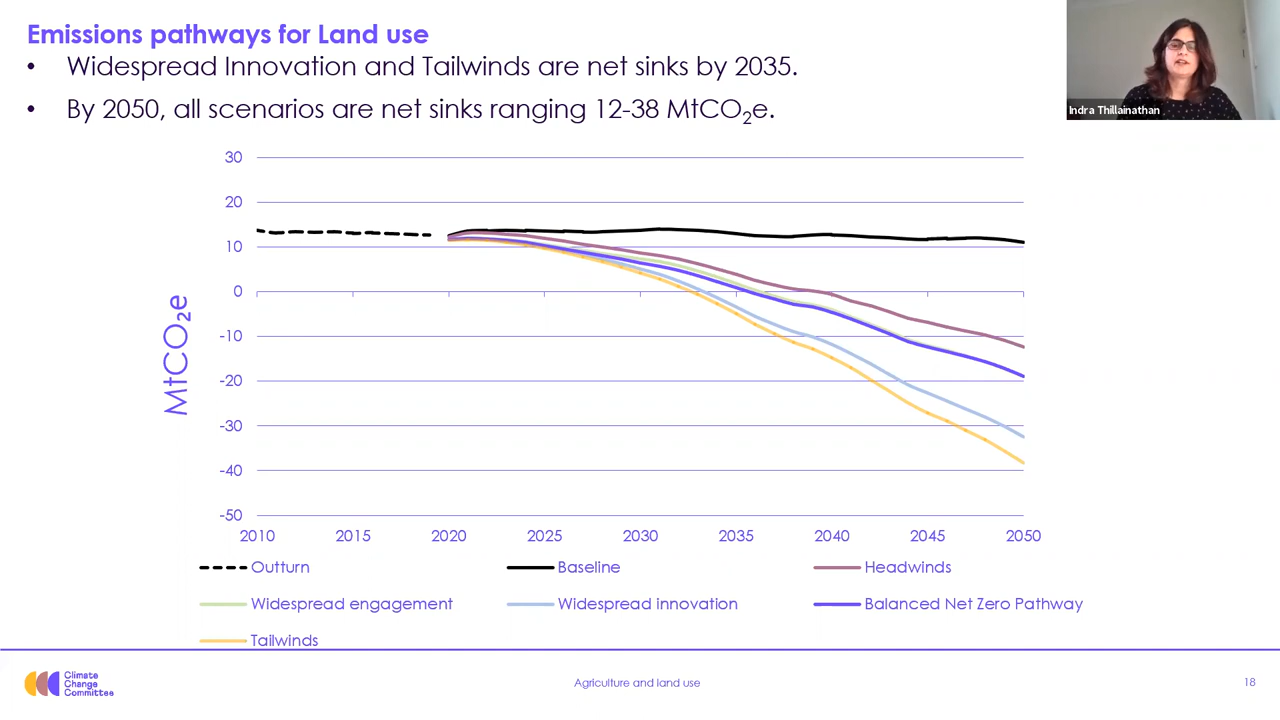 Emissions pathways for Land use
• Widespread Innovation and Tailwinds are net sinks by 2035.
• By 2050, all scenarios are net sinks ranging 12-38 MtCO₂e.
Indra Thillainathan
30
20
10
0
-10
-20
-30
-40
-50
MtCO₂e
2010 2015 2020 2025 2030 2035 2040 2045 2050
Outturn Baseline Headwinds
Widespread engagement Widespread innovation Balanced Net Zero Pathway
Tailwinds
Climate
Change
Committee
Agriculture and land use
18